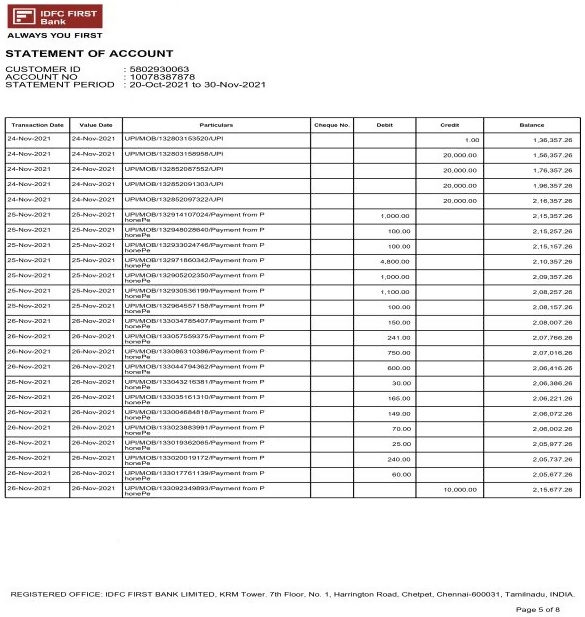 IDFC FIRST
Bank
ALWAYS YOU FIRST
STATEMENT OF ACCOUNT
CUSTOMER ID : 5802930063
ACCOUNT NO : 10078387878
STATEMENT PERIOD : 20-Oct-2021 to 30-Nov-2021
Transaction Date Value Date Particulars Cheque No. Debit Credit Balance
24-Nov-2021 24-Nov-2021 UPI/MOB/132803153520/UPI 1.00 1,36,357.26
24-Nov-2021 24-Nov-2021 UPI/MOB/132803158958/UPI 20,000.00 1,56,357.26
24-Nov-2021 24-Nov-2021 UPI/MOB/132852087552/UPI 20,000.00 1,76,357.26
24-Nov-2021 24-Nov-2021 UPI/MOB/132852091303/UPI 20,000.00 1,96,357.26
24-Nov-2021 24-Nov-2021 UPI/MOB/132852097322/UPI 20,000.00 2,16,357.26
25-Nov-2021 25-Nov-2021 UPI/MOB/132914107024/Payment from P 1,000.00 2,15,357.26
honePe
25-Nov-2021 25-Nov-2021 UPI/MOB/132948028640/Payment from P 100.00 2,15,257.26
honePe
25-Nov-2021 25-Nov-2021 UPI/MOB/132933024746/Payment from P 100.00 2,15,157.26
honePe
25-Nov-2021 25-Nov-2021 UPI/MOB/132971860342/Payment from P 4,800.00 2,10,357.26
honePe
25-Nov-2021 25-Nov-2021 UPI/MOB/132905202350/Payment from P 1,000.00 2,09,357.26
honePe
25-Nov-2021 25-Nov-2021 UPI/MOB/132930536199/Payment from P 1,100.00 2,08,257.26
honePe
25-Nov-2021 25-Nov-2021 UPI/MOB/132964557158/Payment from P 100.00 2,08,157.26
honePe
26-Nov-2021 26-Nov-2021 UPI/MOB/133034785407/Payment from P 150.00 2,08,007.26
honePe
26-Nov-2021 26-Nov-2021 UPI/MOB/133057559375/Payment from P 241.00 2,07,766.26
honePe
26-Nov-2021 26-Nov-2021 UPI/MOB/133086310386/Payment from P 750.00 2,07,016.26
honePe
26-Nov-2021 26-Nov-2021 UPI/MOB/133044794362/Payment from P 600.00 2,06,416.26
honePe
26-Nov-2021 26-Nov-2021 UPI/MOB/133043216381/Payment from P 30.00 2,06,386.26
honePe
26-Nov-2021 26-Nov-2021 UPI/MOB/133035161310/Payment from P 165.00 2,06,221.26
honePe
26-Nov-2021 26-Nov-2021 UPI/MOB/133004684818/Payment from P 149.00 2,06,072.26
honePe
26-Nov-2021 26-Nov-2021 UPI/MOB/133023883991/Payment from P 70.00 2,06,002.26
honePe
26-Nov-2021 26-Nov-2021 UPI/MOB/133019362065/Payment from P 25.00 2,05,977.26
honePe
26-Nov-2021 26-Nov-2021 UPI/MOB/133020019172/Payment from P 240.00 2,05,737.26
honePe
26-Nov-2021 26-Nov-2021 UPI/MOB/133017761139/Payment from P 60.00 2,05,677.26
honePe
26-Nov-2021 26-Nov-2021 UPI/MOB/133092349893/Payment from P 10,000.00 2,15,677.26
honePe
REGISTERED OFFICE: IDFC FIRST BANK LIMITED, KRM Tower. 7th Floor, No. 1, Harrington Road, Chetpet, Chennai-600031, Tamilnadu, INDIA.
Page 5 of 8